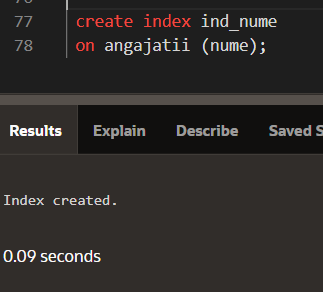 77 create index ind_nume
78 on angajatii (nume);
Results Explain Describe Saved S
Index created.
0.09 seconds